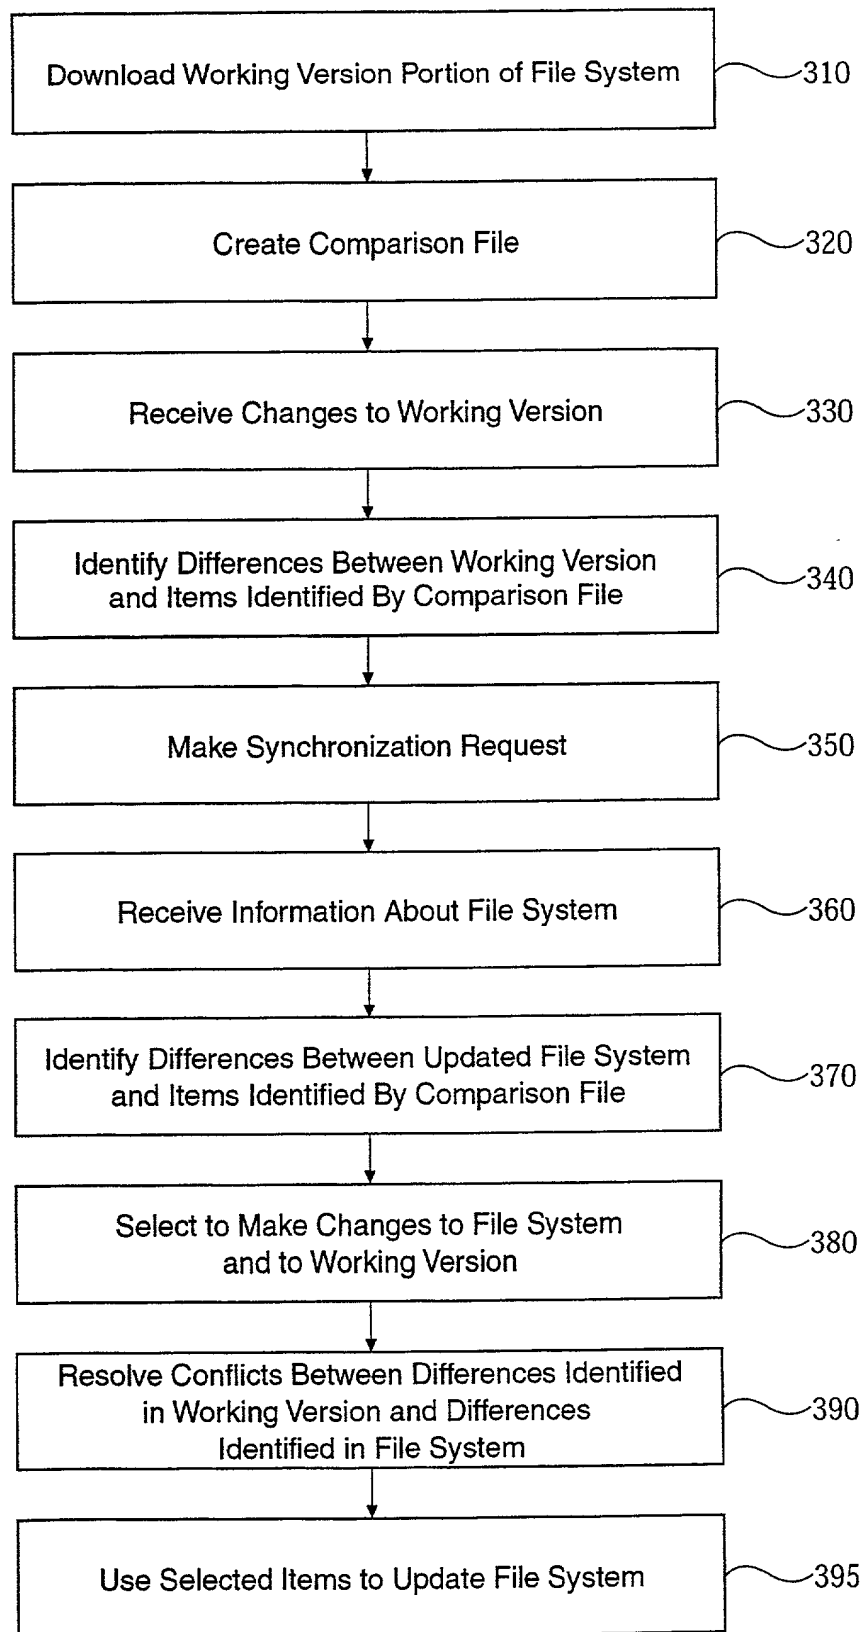 Download Working Version Portion of File System
310
Create Comparison File
320
Receive Changes to Working Version
330
Identify Differences Between Working Version
and Items Identified By Comparison File
340
Make Synchronization Request
350
Receive Information About File System
360
Identify Differences Between Updated File System
and Items Identified By Comparison File
370
Select to Make Changes to File System
and to Working Version
380
Resolve Conflicts Between Differences Identified
in Working Version and Differences
Identified in File System
390
Use Selected Items to Update File System
395